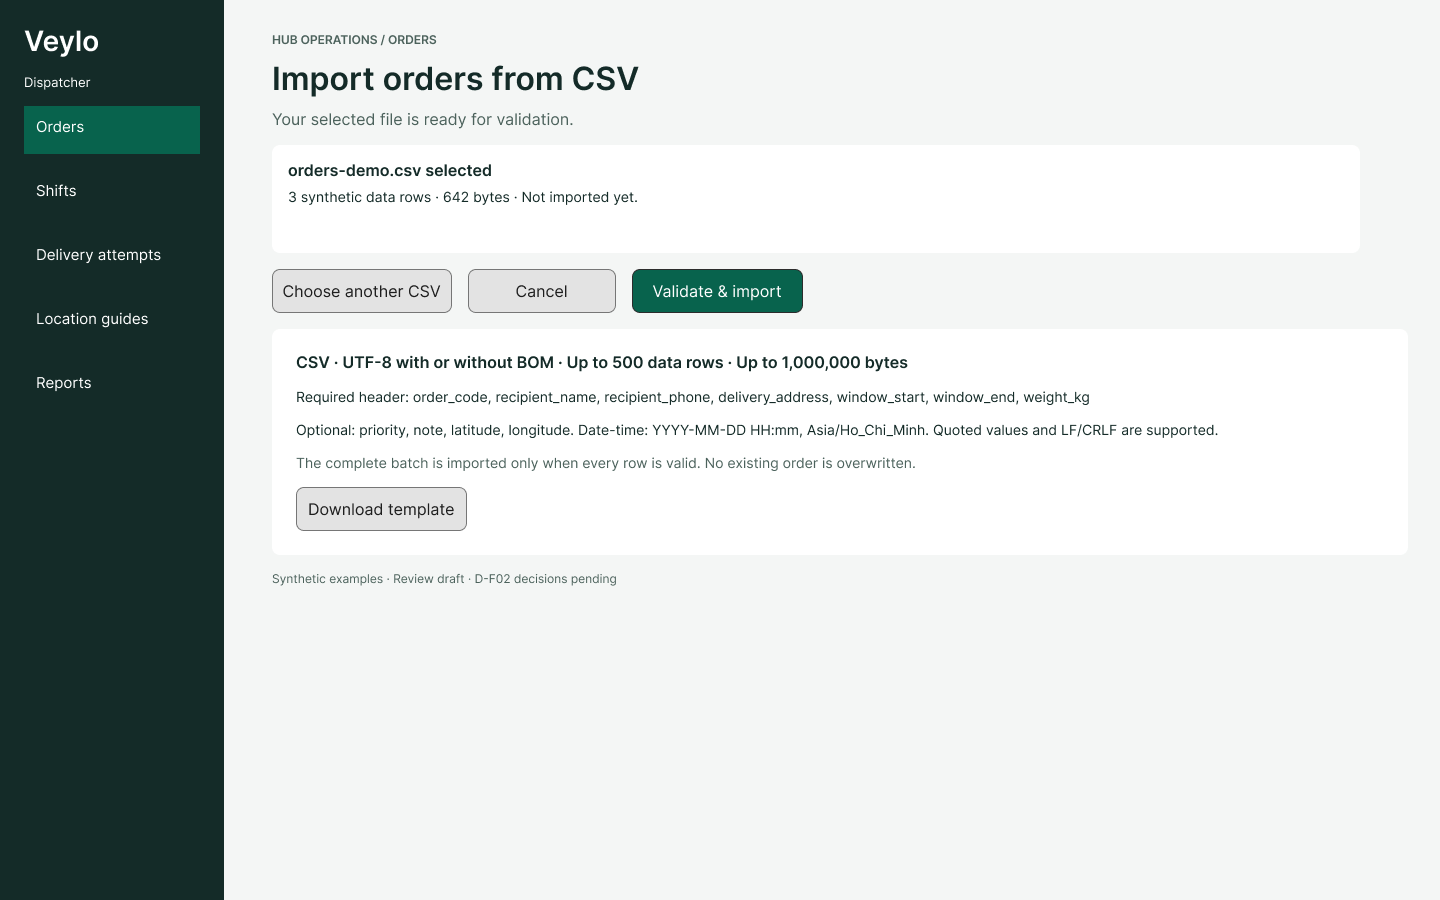 Veylo
Dispatcher
Orders
Shifts
Delivery attempts
Location guides
Reports
HUB OPERATIONS / ORDERS
Import orders from CSV
Your selected file is ready for validation.
orders-demo.csv selected
3 synthetic data rows · 642 bytes · Not imported yet.
Choose another CSV
Cancel
Validate & import
CSV · UTF-8 with or without BOM · Up to 500 data rows · Up to 1,000,000 bytes
Required header: order_code, recipient_name, recipient_phone, delivery_address, window_start, window_end, weight_kg
Optional: priority, note, latitude, longitude. Date-time: YYYY-MM-DD HH:mm, Asia/Ho_Chi_Minh. Quoted values and LF/CRLF are supported.
The complete batch is imported only when every row is valid. No existing order is overwritten.
Download template
Synthetic examples · Review draft · D-F02 decisions pending